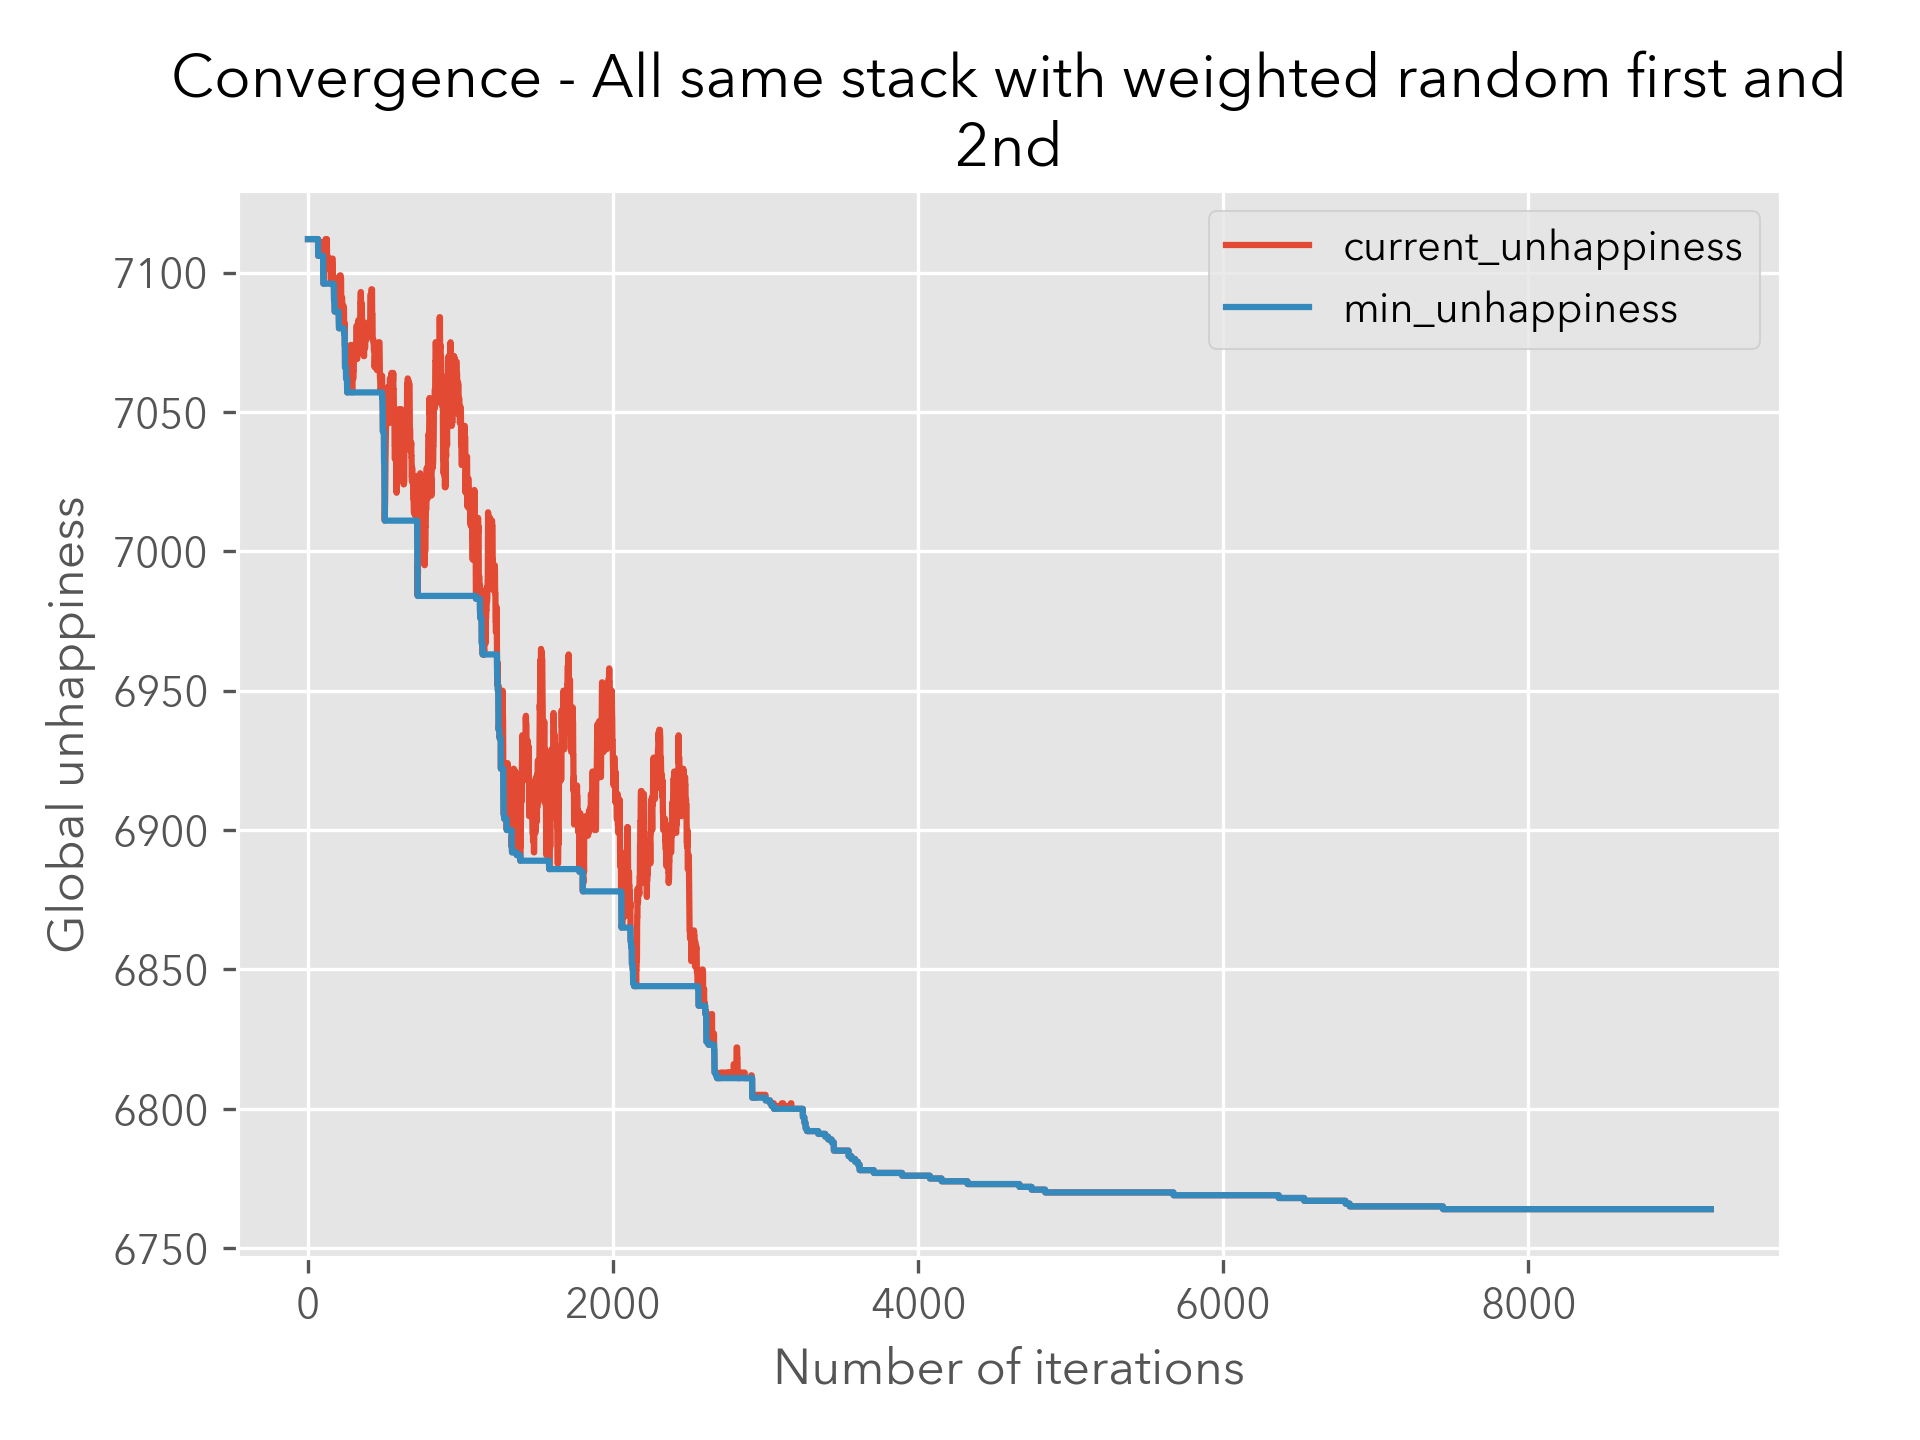 Convergence - All same stack with weighted random first and
2nd
current_unhappiness
min_unhappiness
7100
7050
7000
6950
6900
6850
6800
6750
Global unhappiness
0 2000 4000 6000 8000
Number of iterations